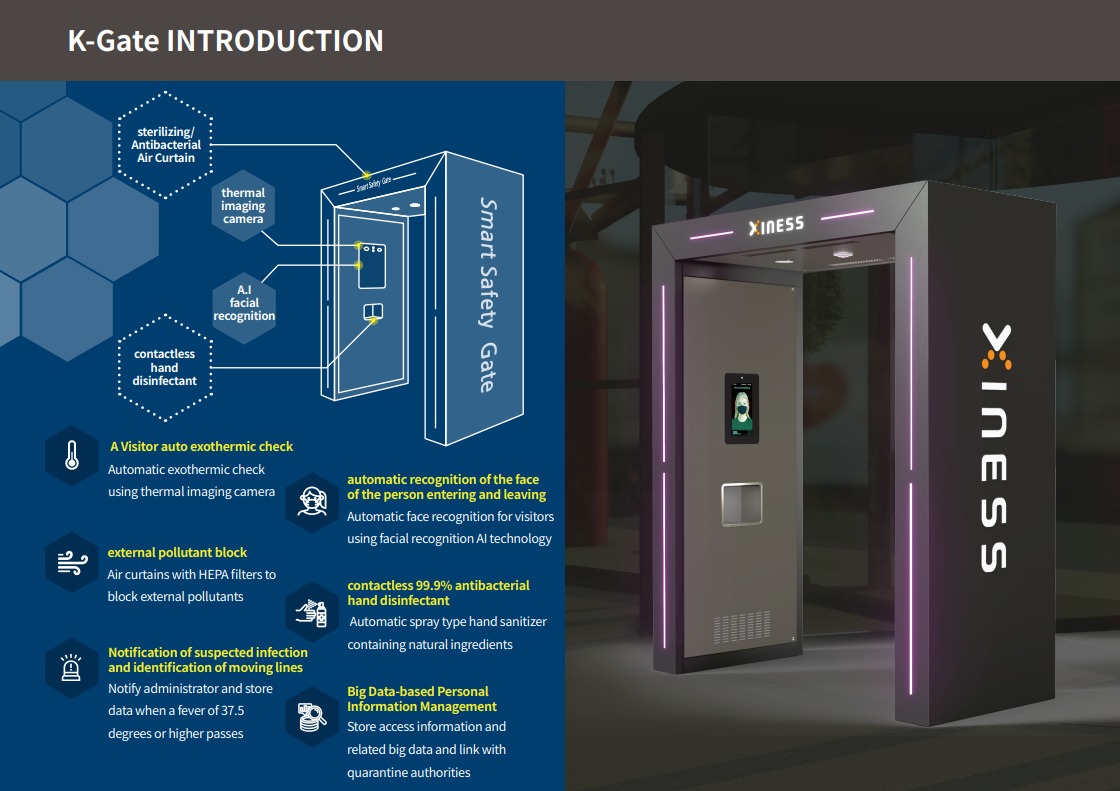 K-Gate INTRODUCTION
sterilizing/
Antibacterial
Air Curtain
thermal
imaging
camera
A.I
facial
recognition
contactless
hand
disinfectant
Smart Safety Gate
Smart Safety Gate
A Visitor auto exothermic check
Automatic exothermic check
using thermal imaging camera
external pollutant block
Air curtains with HEPA filters to
block external pollutants
Notification of suspected infection
and identification of moving lines
Notify administrator and store
data when a fever of 37.5
degrees or higher passes
automatic recognition of the face
of the person entering and leaving
Automatic face recognition for visitors
using facial recognition AI technology
contactless 99.9% antibacterial
hand disinfectant
Automatic spray type hand sanitizer
containing natural ingredients
Big Data-based Personal
Information Management
Store access information and
related big data and link with
quarantine authorities
XINESS
XINESS